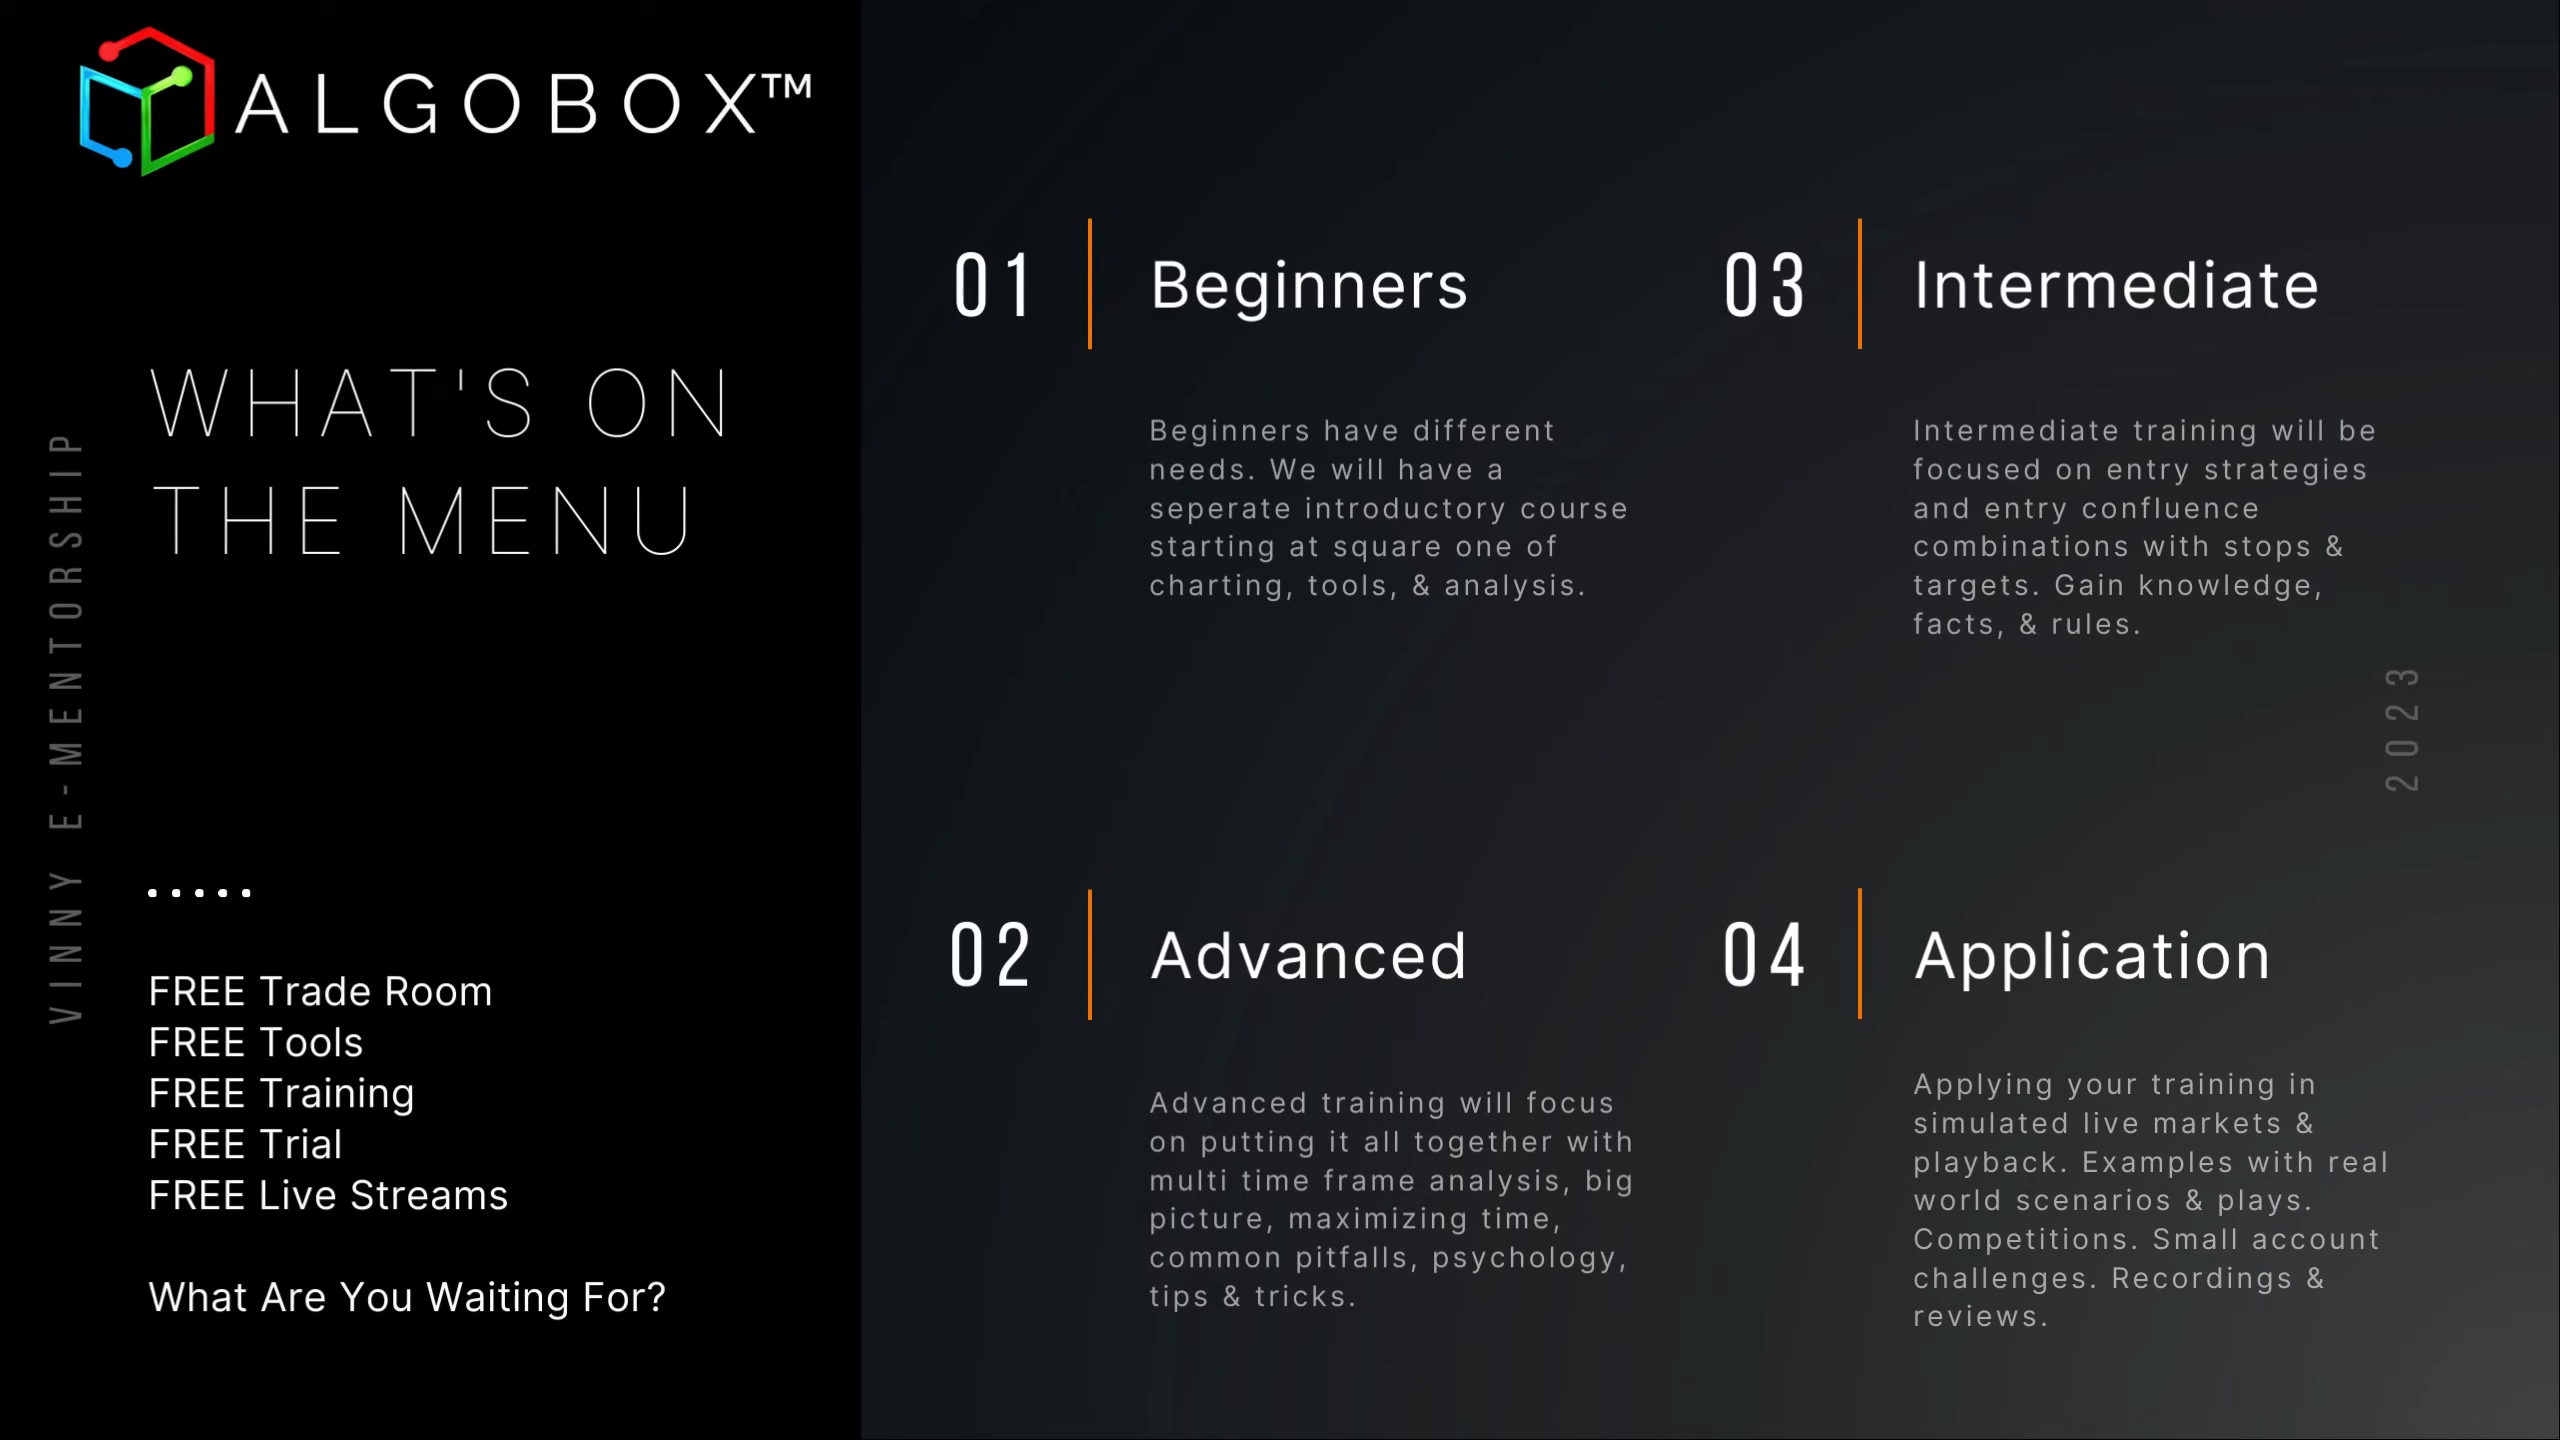 ALGOBOX™
WHAT'S ON
THE MENU
VINNY E-MENTORSHIP
.....
FREE Trade Room
FREE Tools
FREE Training
FREE Trial
FREE Live Streams
What Are You Waiting For?
01
Beginners
Beginners have different
needs. We will have a
seperate introductory course
starting at square one of
charting, tools, & analysis.
03
Intermediate
Intermediate training will be
focused on entry strategies
and entry confluence
combinations with stops &
targets. Gain knowledge,
facts, & rules.
2023
02
Advanced
Advanced training will focus
on putting it all together with
multi time frame analysis, big
picture, maximizing time,
common pitfalls, psychology,
tips & tricks.
04
Application
Applying your training in
simulated live markets &
playback. Examples with real
world scenarios & plays.
Competitions. Small account
challenges. Recordings &
reviews.